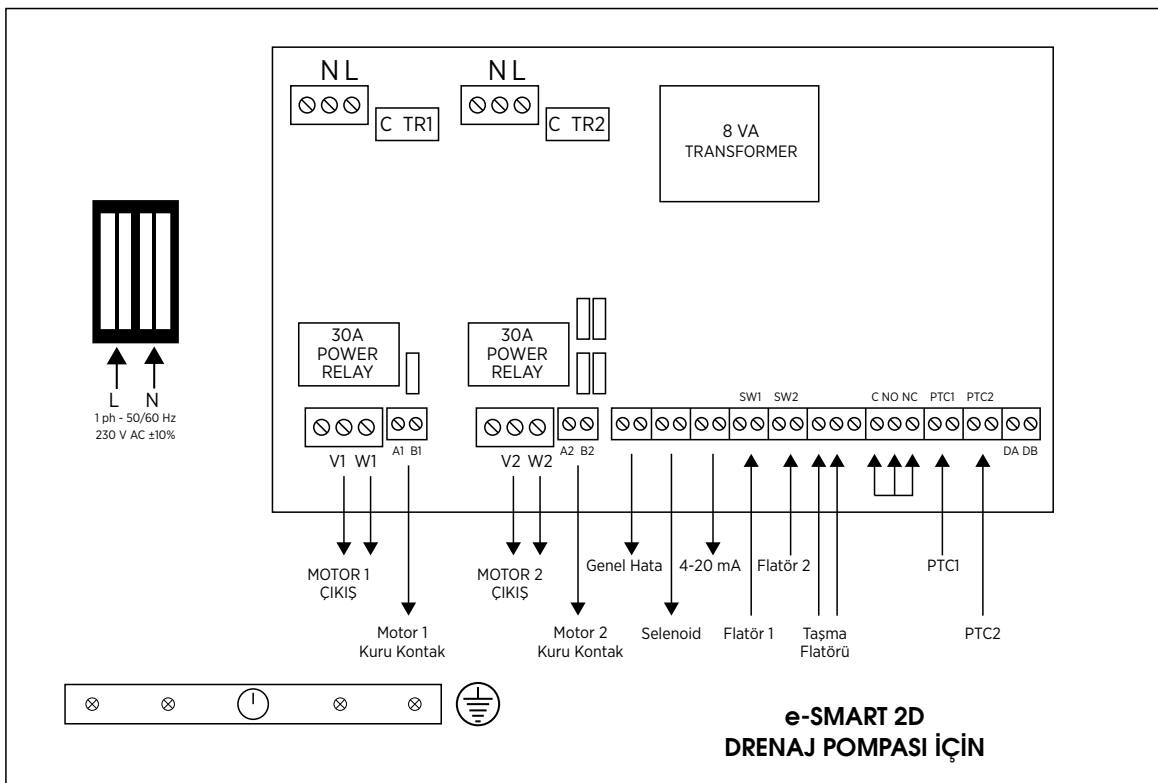 N L
N L
C TR1
C TR2
8 VA
TRANSFORMER
30A
POWER
RELAY
30A
POWER
RELAY
L N
1 ph - 50/60 Hz
230 V AC ±10%
SW1 SW2 C NO NC PTC1 PTC2
V1 W1 A1 B1 V2 W2 A2 B2 DA DB
MOTOR 1
ÇIKIŞ
MOTOR 2
ÇIKIŞ
Genel Hata
4-20 mA
Flatör 2
PTC1
Motor 1
Kuru Kontak
Motor 2
Kuru Kontak
Selenoid
Flatör 1
Taşma
Flatörü
PTC2
e-SMART 2D
DRENAJ POMPASI İÇİN